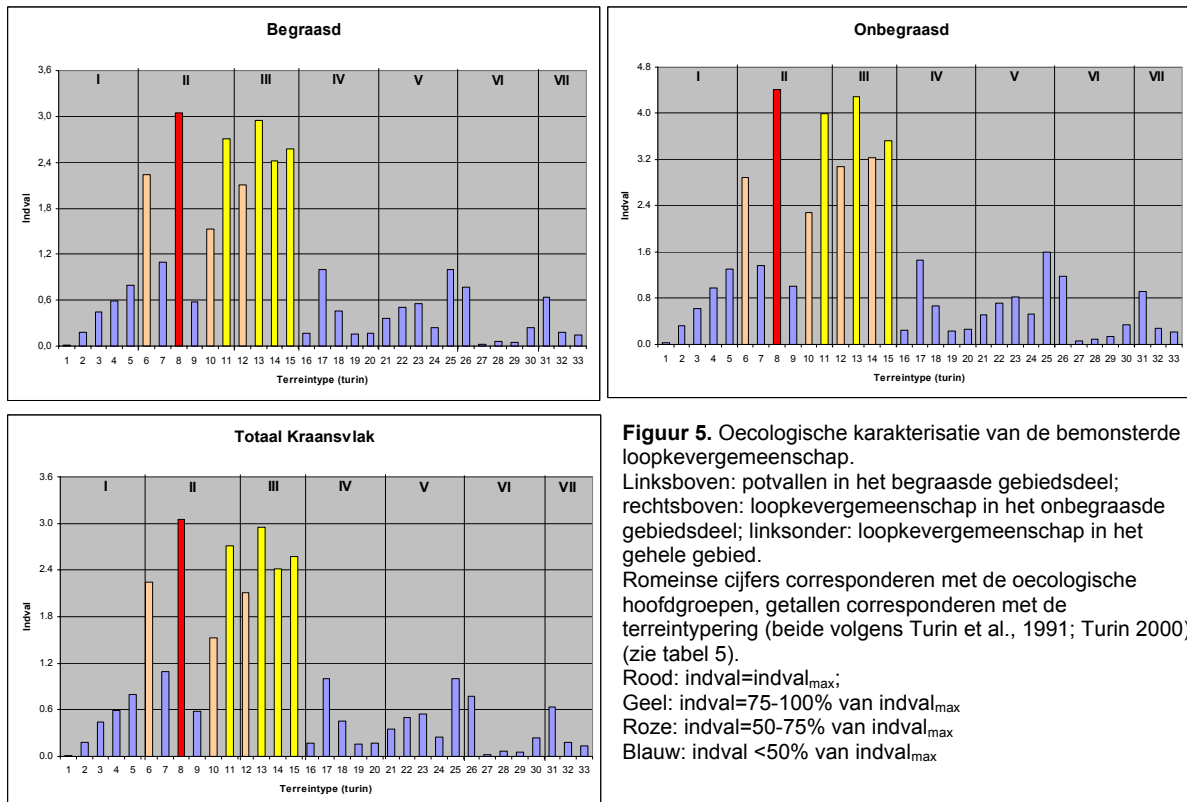 Begraasd
3,6
3,0
2,4
1,8
1,2
0,6
0,0
Indval
I II III IV V VI VII
1 2 3 4 5 6 7 8 9 10 11 12 13 14 15 16 17 18 19 20 21 22 23 24 25 26 27 28 29 30 31 32 33
Terreintype (turin)
Onbegraasd
4.8
4.0
3.2
2.4
1.6
0.8
0.0
Indval
I II III IV V VI VII
1 2 3 4 5 6 7 8 9 10 11 12 13 14 15 16 17 18 19 20 21 22 23 24 25 26 27 28 29 30 31 32 33
Terreintype (turin)
Totaal Kraansvlak
3.6
3.0
2.4
1.8
1.2
0.6
0.0
Indval
I II III IV V VI VII
1 2 3 4 5 6 7 8 9 10 11 12 13 14 15 16 17 18 19 20 21 22 23 24 25 26 27 28 29 30 31 32 33
Terreintype (turin)
Figuur 5. Oecologische karakterisatie van de bemonsterde
loopkevergemeenschap.
Linksboven: potvallen in het begraasde gebiedsdeel;
rechtsboven: loopkevergemeenschap in het onbegraasde
gebiedsdeel; linksonder: loopkevergemeenschap in het
gehele gebied.
Romeinse cijfers corresponderen met de oecologische
hoofdgroepen, getallen corresponderen met de
terreintypering (beide volgens Turin et al., 1991; Turin 2000)
(zie tabel 5).
Rood: indval=indvalmax;
Geel: indval=75-100% van indvalmax
Roze: indval=50-75% van indvalmax
Blauw: indval <50% van indvalmax